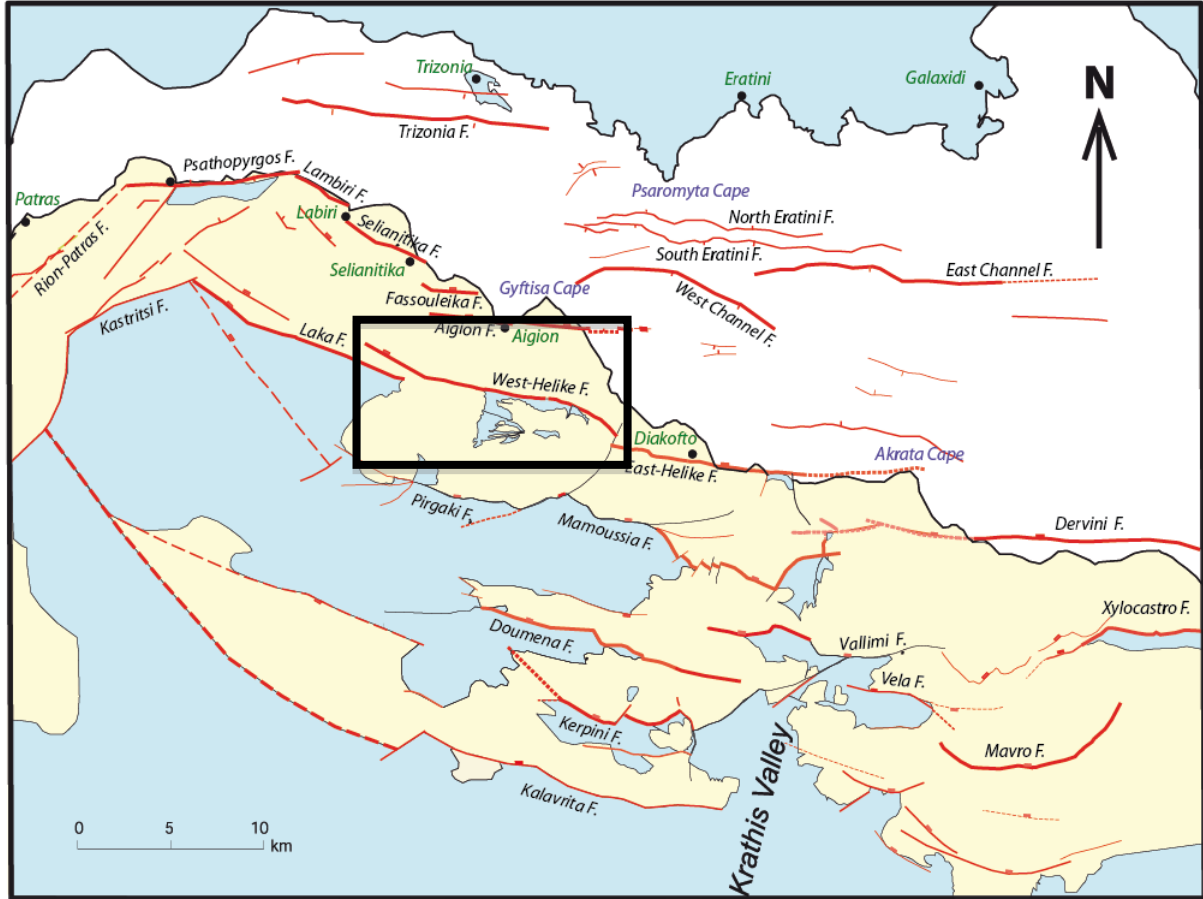 Trizonia
Eratini
Galaxidi
N
Trizonia F.
Psathopyrgos F.
Lambiri F.
Patras
Psaromyta Cape
Labiri
North Eratini F.
Selianitika F.
Rion-Patras F.
South Eratini F.
Selianitika
East Channel F.
Gyftisa Cape
Fassouleika F.
West Channel F.
Kastritsi F.
Laka F.
Aigion F.
Aigion
West-Helike F.
Diakofto
Akrata Cape
East-Helike F.
Pirgaki F.
Mamoussia F.
Dervini F.
Xylocastro F.
Doumena F.
Vallimi F.
Vela F.
Kerpini F.
Mavro F.
Krathis Valley
Kalavrita F.
0 5 10
km